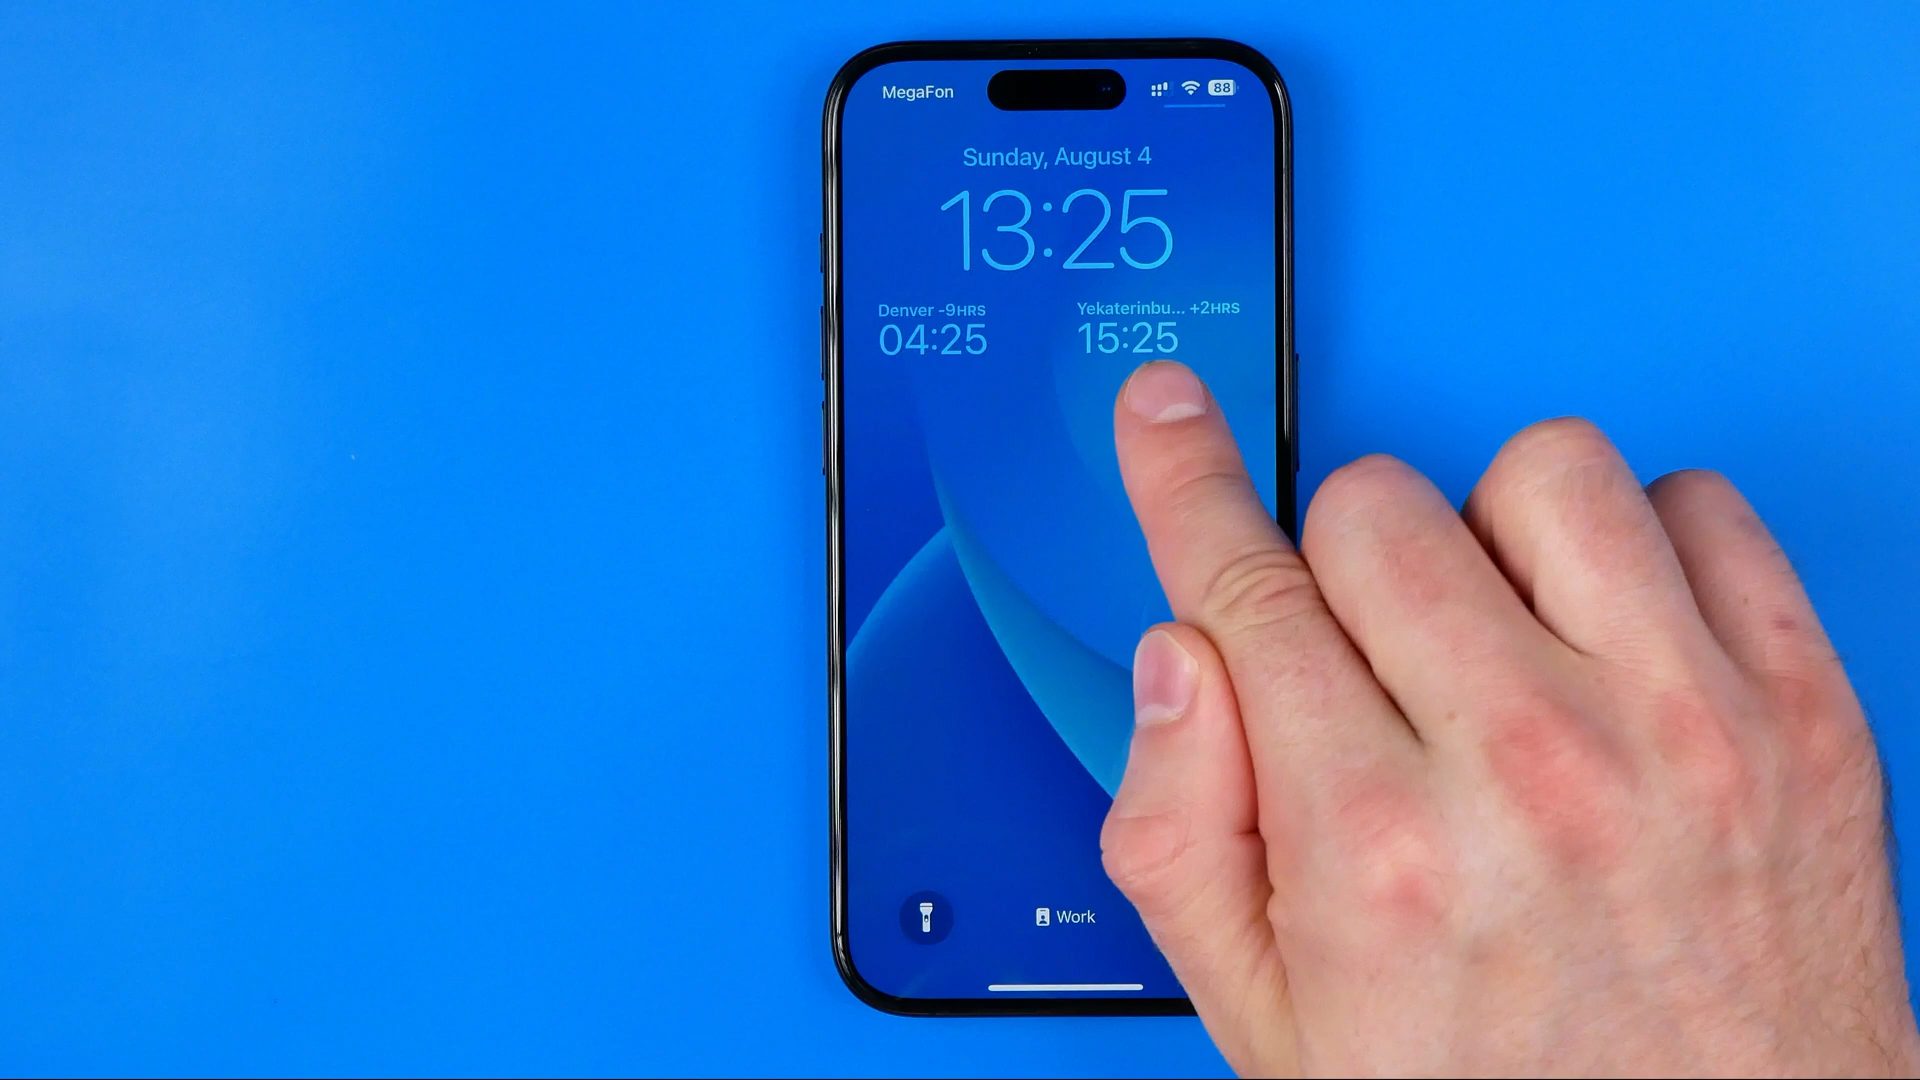 MegaFon
88
Sunday, August 4
13:25
Denver -9HRS
04:25
Yekaterinbu... +2HRS
15:25
Work